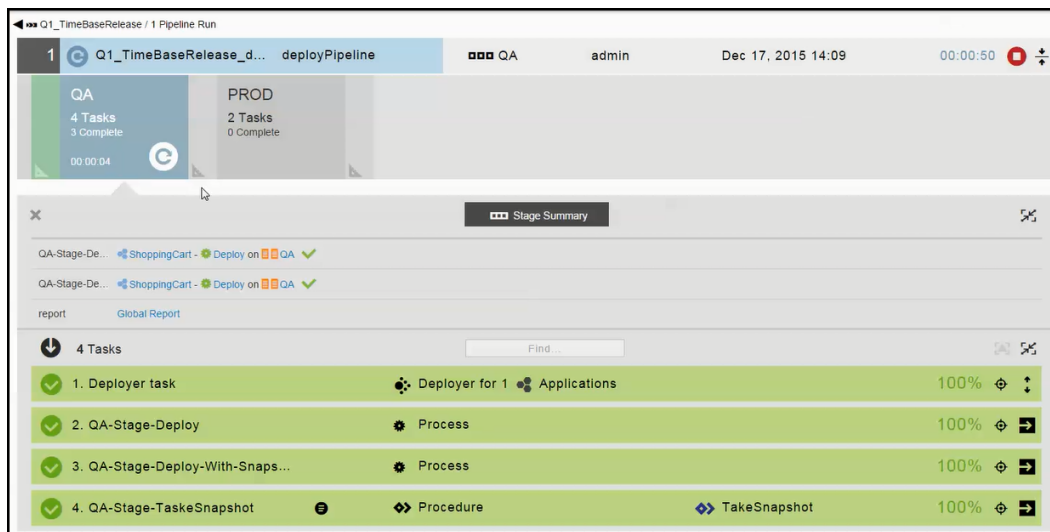 Q1_TimeBaseRelease / 1 Pipeline Run
1 Q1_TimeBaseRelease_d... deployPipeline QA admin Dec 17, 2015 14:09 00:00:50
QA PROD
4 Tasks 2 Tasks
3 Complete 0 Complete
00:00:04
Stage Summary
QA-Stage-De... ShoppingCart - Deploy on QA
QA-Stage-De... ShoppingCart - Deploy on QA
report Global Report
4 Tasks Find...
1. Deployer task Deployer for 1 Applications 100%
2. QA-Stage-Deploy Process 100%
3. QA-Stage-Deploy-With-Snaps... Process 100%
4. QA-Stage-TaskeSnapshot Procedure TakeSnapshot 100%